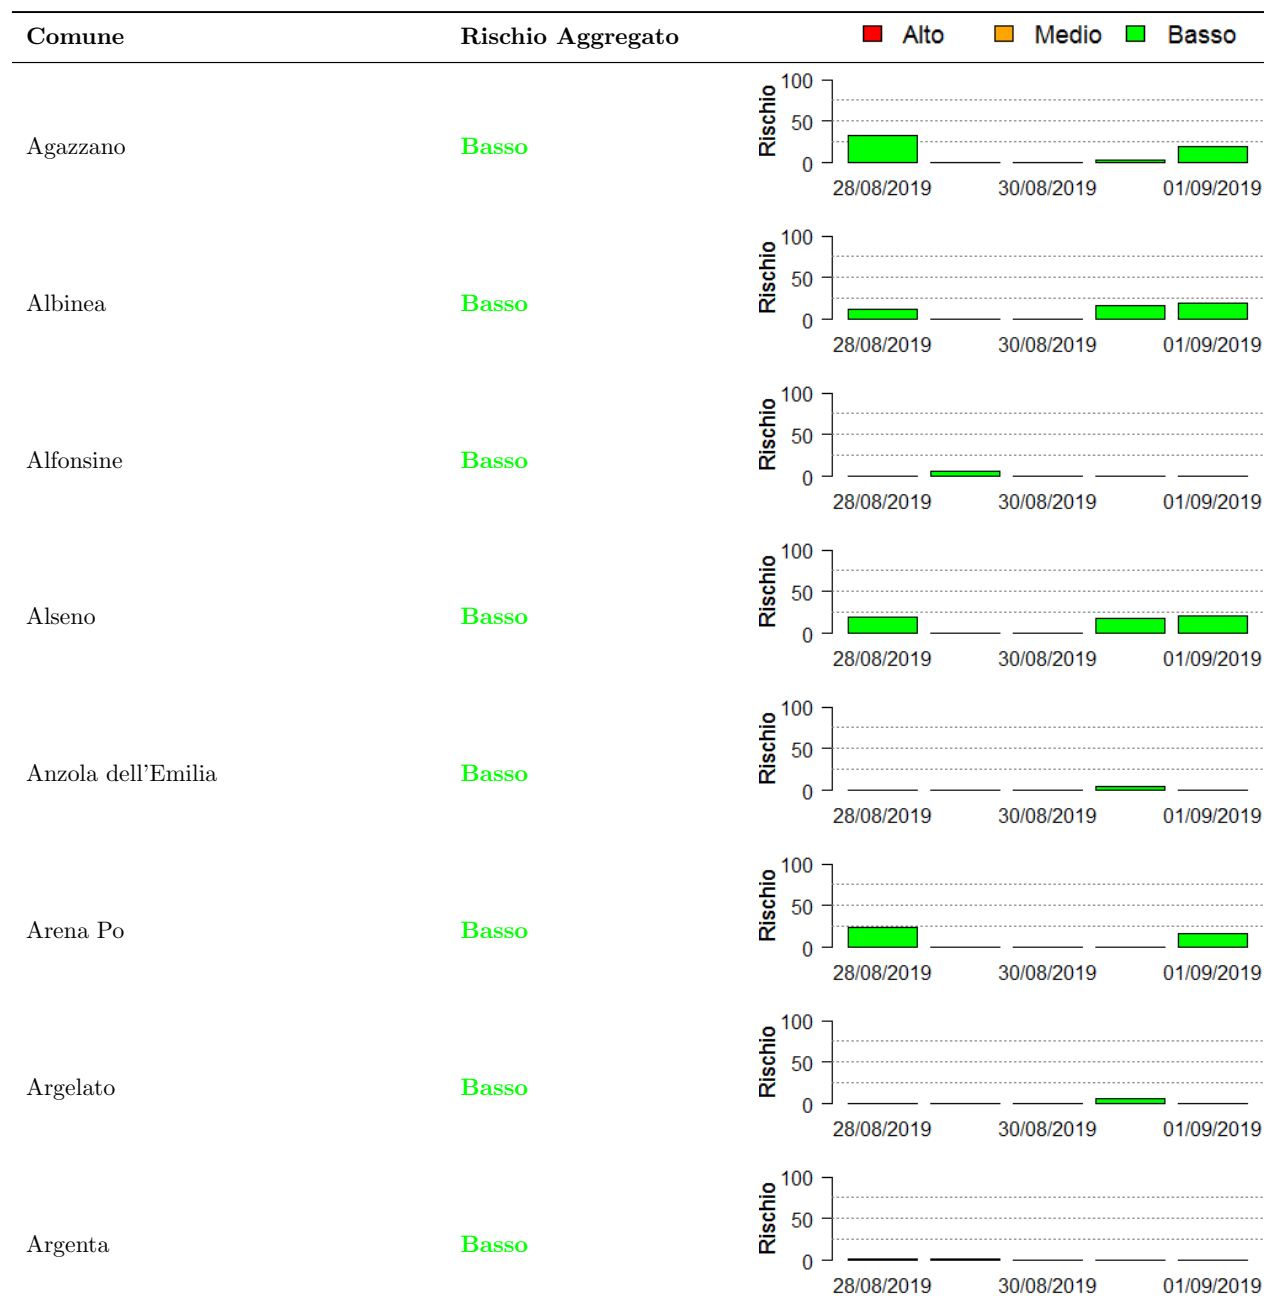 Comune Rischio Aggregato Alto Medio Basso
100
50
0
Rischio
Agazzano Basso
28/08/2019 30/08/2019 01/09/2019
100
50
0
Rischio
Albinea Basso
28/08/2019 30/08/2019 01/09/2019
100
50
0
Rischio
Alfonsine Basso
28/08/2019 30/08/2019 01/09/2019
100
50
0
Rischio
Alseno Basso
28/08/2019 30/08/2019 01/09/2019
100
50
0
Rischio
Anzola dell'Emilia Basso
28/08/2019 30/08/2019 01/09/2019
100
50
0
Rischio
Arena Po Basso
28/08/2019 30/08/2019 01/09/2019
100
50
0
Rischio
Argelato Basso
28/08/2019 30/08/2019 01/09/2019
100
50
0
Rischio
Argenta Basso
28/08/2019 30/08/2019 01/09/2019